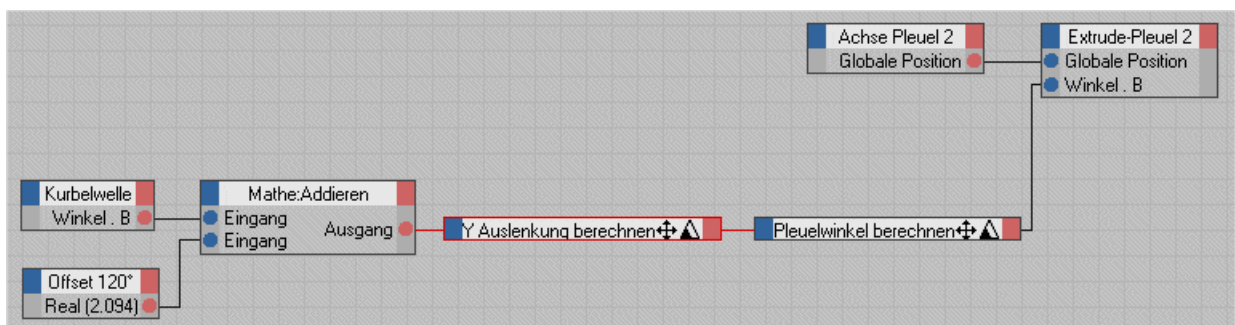 Achse Pleuel 2
Globale Position
Extrude-Pleuel 2
Globale Position
Winkel . B
Kurbelwelle
Winkel . B
Mathe:Addieren
Eingang
Eingang
Ausgang
Y Auslenkung berechnen
Pleuelwinkel berechnen
Offset 120°
Real (2.094)